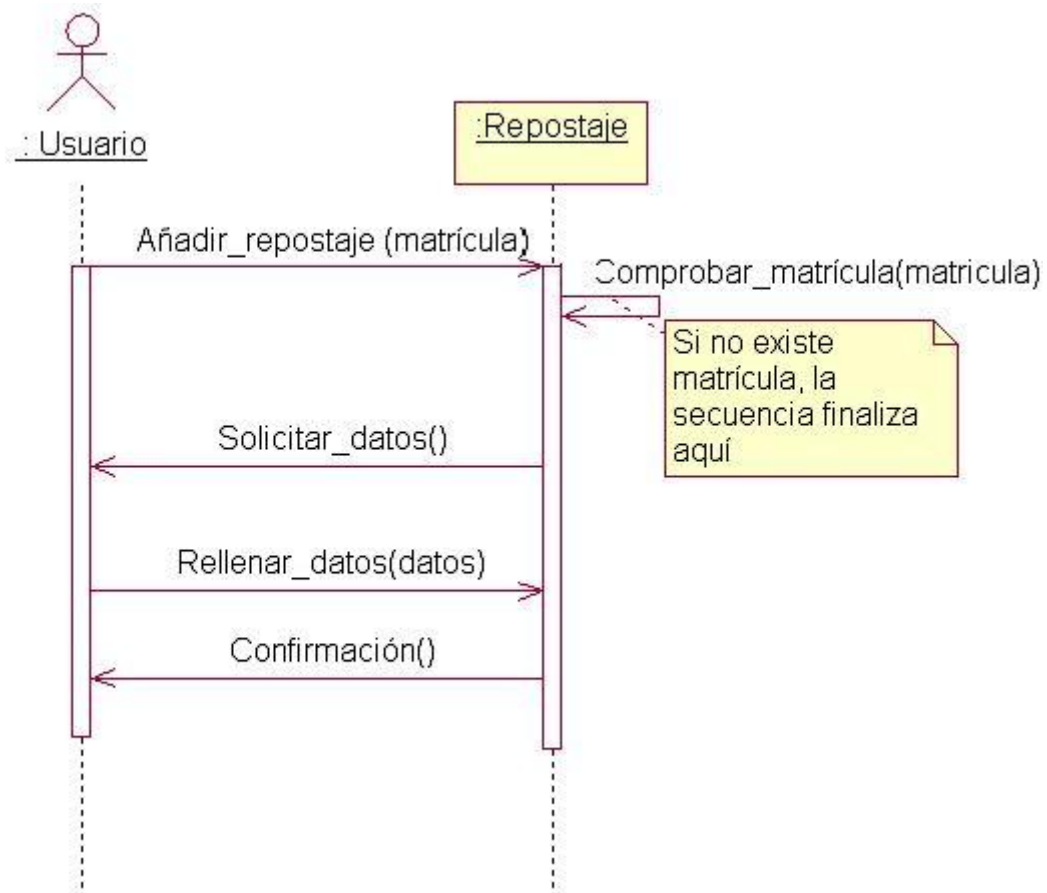 : Usuario
:Repostaje
Añadir_repostaje (matrícula)
Comprobar_matrícula(matricula)
Si no existe
matrícula, la
secuencia finaliza
aquí
Solicitar_datos()
Rellenar_datos(datos)
Confirmación()